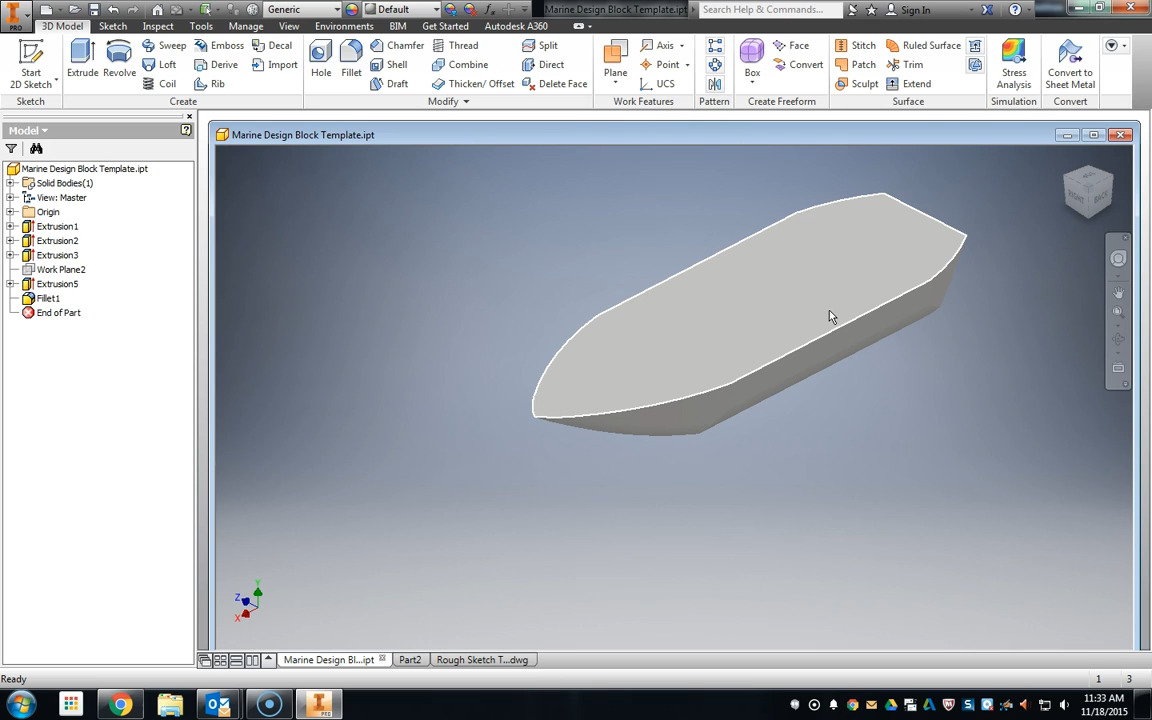 Generic
Default
Marine Design Block Template.ipt
Search Help & Commands...
Sign In
PRO
3D Model
Sketch
Inspect
Tools
Manage
View
Environments
BIM
Get Started
Autodesk A360
Start
2D Sketch
Extrude
Revolve
Sweep
Loft
Coil
Emboss
Derive
Rib
Decal
Import
Hole
Fillet
Chamfer
Shell
Draft
Thread
Combine
Thicken/ Offset
Split
Direct
Delete Face
Plane
Axis
Point
UCS
Box
Face
Convert
Stitch
Patch
Sculpt
Ruled Surface
Trim
Extend
Stress
Analysis
Convert to
Sheet Metal
Sketch
Create
Modify
Work Features
Pattern
Create Freeform
Surface
Simulation
Convert
Model
Marine Design Block Template.ipt
Solid Bodies(1)
View: Master
Origin
Extrusion1
Extrusion2
Extrusion3
Work Plane2
Extrusion5
Fillet1
End of Part
Marine Design Block Template.ipt
RIGHT
BACK
Y
Z
X
Marine Design Bl...ipt
Part2
Rough Sketch T...dwg
Ready
1
3
11:33 AM
11/18/2015